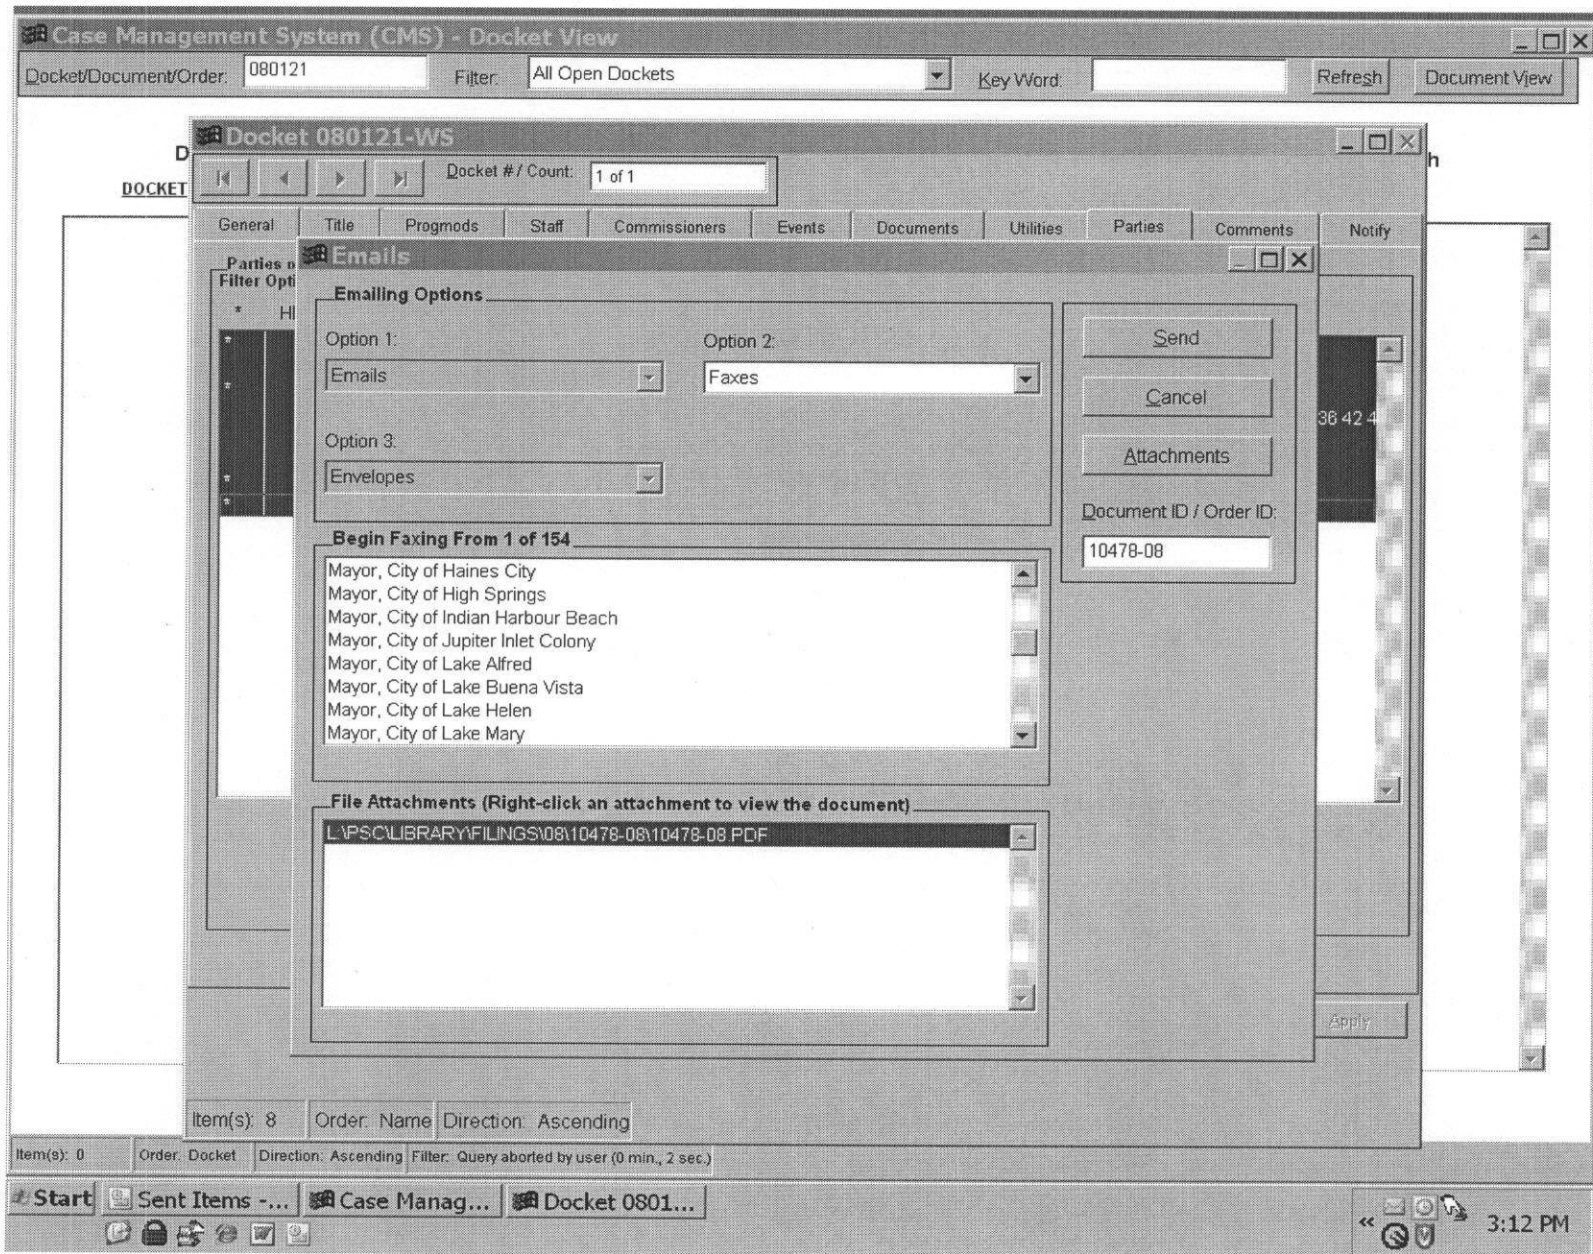 Case Management System (CMS) - Docket View
Docket/Document/Order: 080121 Filter: All Open Dockets Key Word: Refresh Document View
DOCKET
Docket 080121-WS
Docket # / Count: 1 of 1
General Title Progmods Staff Commissioners Events Documents Utilities Parties Comments Notify
Parties o
Filter Opti
* HI
*
*
*
*
36 42 4
Emails
Emailing Options
Option 1: Option 2:
Emails Faxes
Option 3:
Envelopes
Send
Cancel
Attachments
Document ID / Order ID:
10478-08
Begin Faxing From 1 of 154
Mayor, City of Haines City
Mayor, City of High Springs
Mayor, City of Indian Harbour Beach
Mayor, City of Jupiter Inlet Colony
Mayor, City of Lake Alfred
Mayor, City of Lake Buena Vista
Mayor, City of Lake Helen
Mayor, City of Lake Mary
File Attachments (Right-click an attachment to view the document)
L:\PSC\LIBRARY\FILINGS\08\10478-08\10478-08.PDF
Apply
Item(s): 8 Order: Name Direction: Ascending
Item(s): 0 Order: Docket Direction: Ascending Filter: Query aborted by user (0 min., 2 sec.)
Start Sent Items -... Case Manag... Docket 0801...
« 3:12 PM